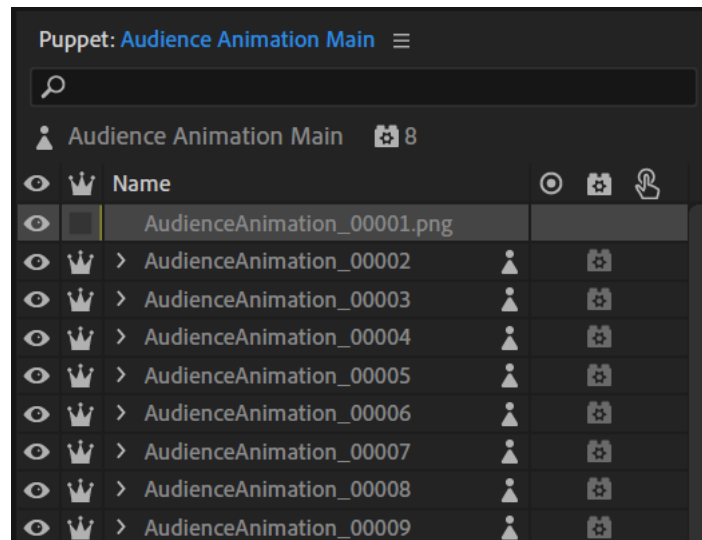 Puppet: Audience Animation Main
Audience Animation Main 8
Name
AudienceAnimation_00001.png
AudienceAnimation_00002
AudienceAnimation_00003
AudienceAnimation_00004
AudienceAnimation_00005
AudienceAnimation_00006
AudienceAnimation_00007
AudienceAnimation_00008
AudienceAnimation_00009